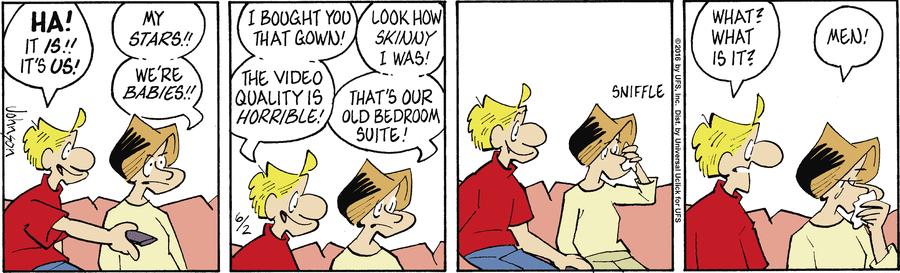 HA!
IT IS!!
IT'S US!
MY
STARS!!
WE'RE
BABIES!!
Johnson
I BOUGHT YOU
THAT GOWN!
THE VIDEO
QUALITY IS
HORRIBLE!
LOOK HOW
SKINNY
I WAS!
THAT'S OUR
OLD BEDROOM
SUITE!
6/2
SNIFFLE
©2016 by UFS, Inc. Dist. by Universal Uclick for UFS
WHAT?
WHAT
IS IT?
MEN!